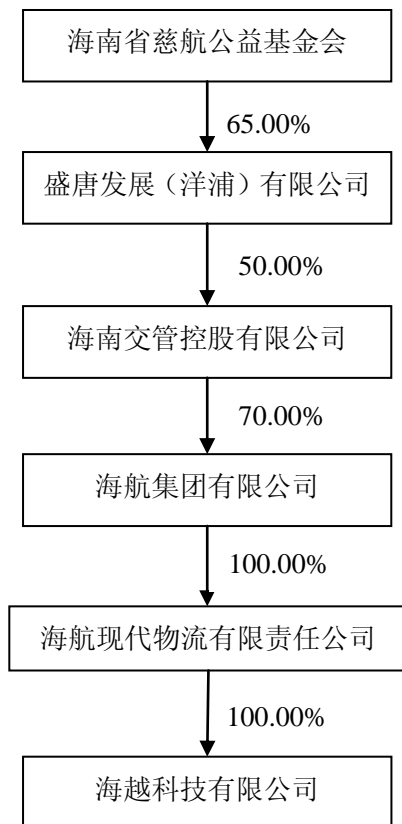 海南省慈航公益基金会
65.00%
盛唐发展（洋浦）有限公司
50.00%
海南交管控股有限公司
70.00%
海航集团有限公司
100.00%
海航现代物流有限责任公司
100.00%
海越科技有限公司